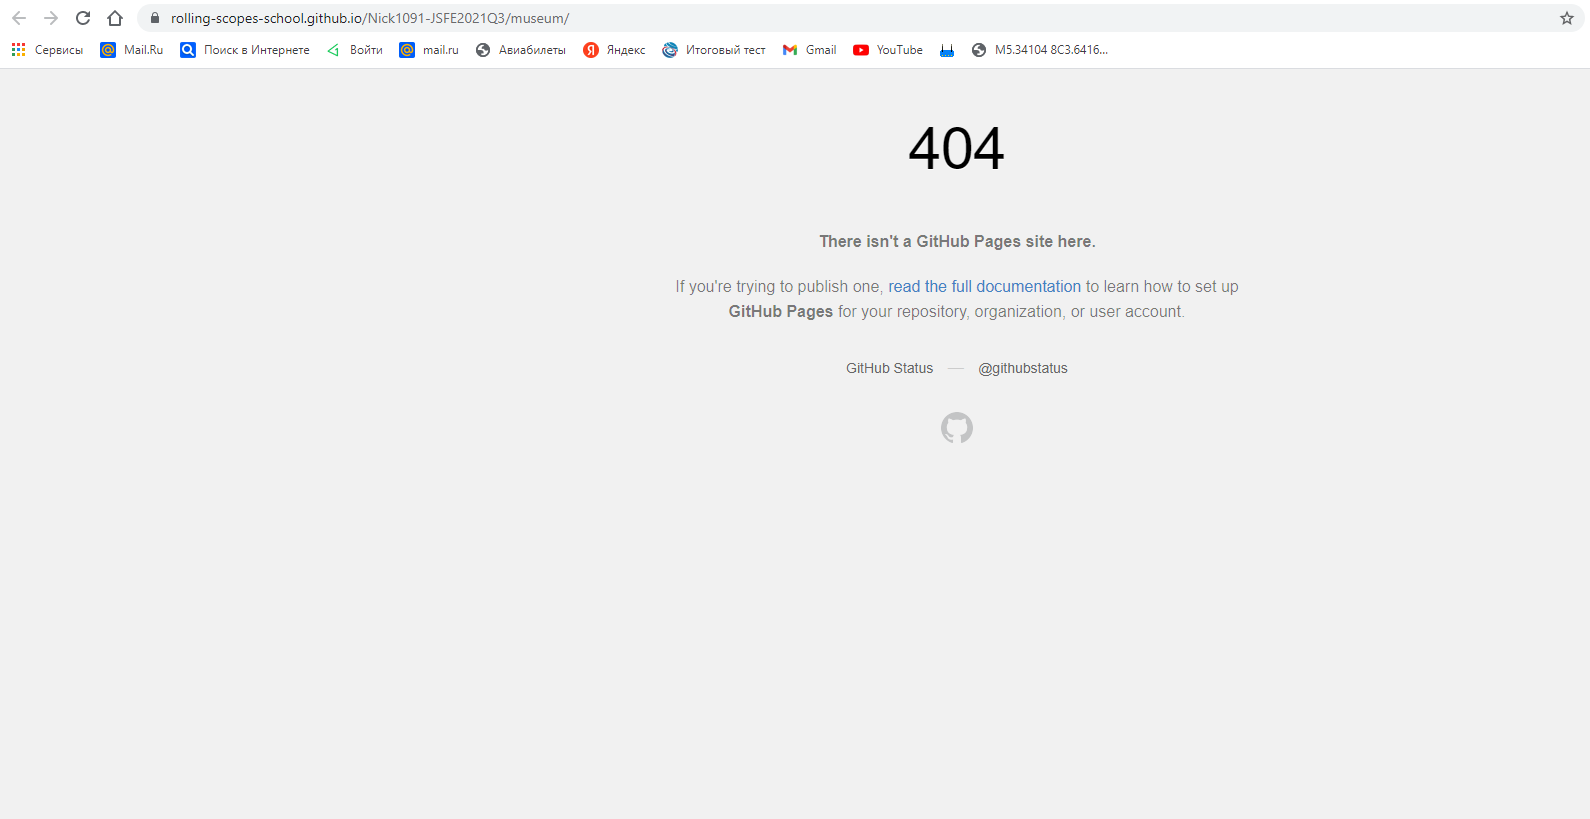 rolling-scopes-school.github.io/Nick1091-JSFE2021Q3/museum/
Сервисы Mail.Ru Поиск в Интернете Войти mail.ru Авиабилеты Яндекс Итоговый тест Gmail YouTube M5.34104 8C3.6416...
404
There isn't a GitHub Pages site here.
If you're trying to publish one, read the full documentation to learn how to set up
GitHub Pages for your repository, organization, or user account.
GitHub Status — @githubstatus